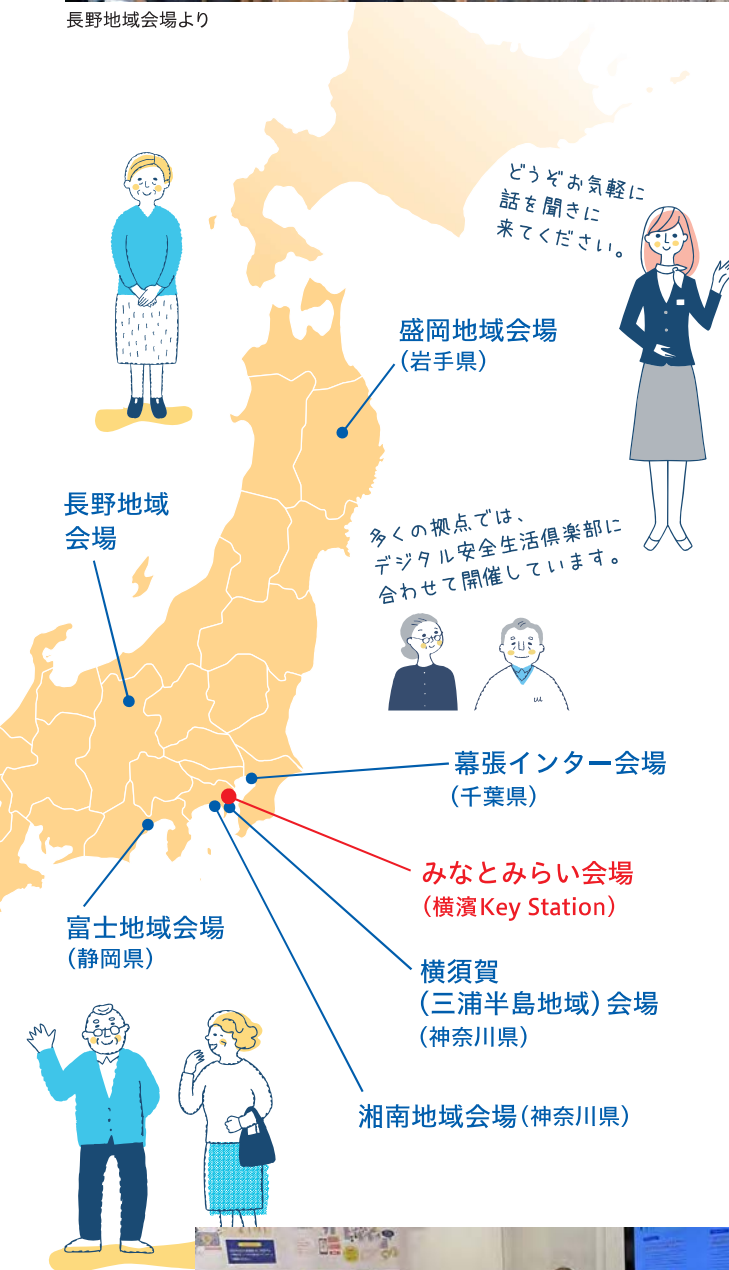 長野地域会場より
どうぞお気軽に
話を聞きに
来てください。
盛岡地域会場
（岩手県）
長野地域
会場
多くの拠点では、
デジタル安全生活倶楽部に
合わせて開催しています。
幕張インター会場
（千葉県）
みなとみらい会場
（横濱Key Station）
富士地域会場
（静岡県）
横須賀
（三浦半島地域）会場
（神奈川県）
湘南地域会場（神奈川県）